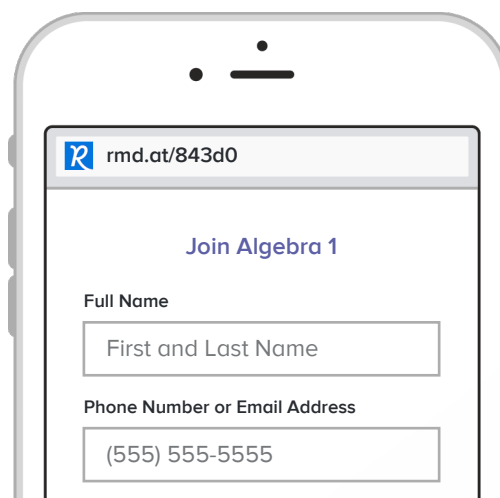 rmd.at/843d0
Join Algebra 1
Full Name
First and Last Name
Phone Number or Email Address
(555) 555-5555